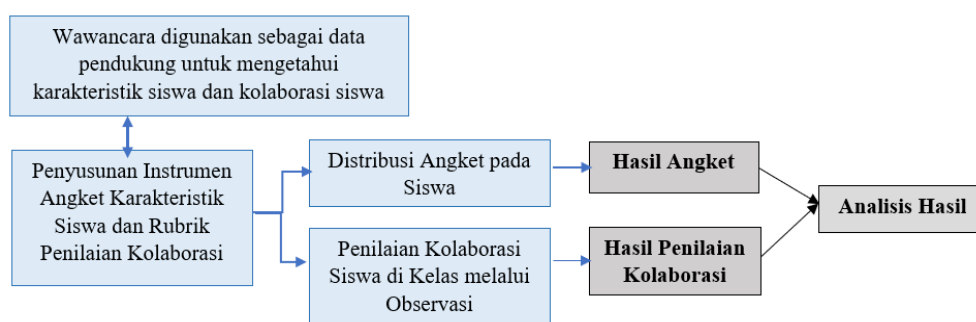 Wawancara digunakan sebagai data
pendukung untuk mengetahui
karakteristik siswa dan kolaborasi siswa
Penyusunan Instrumen
Angket Karakteristik
Siswa dan Rubrik
Penilaian Kolaborasi
Distribusi Angket pada
Siswa
Hasil Angket
Penilaian Kolaborasi
Siswa di Kelas melalui
Observasi
Hasil Penilaian
Kolaborasi
Analisis Hasil